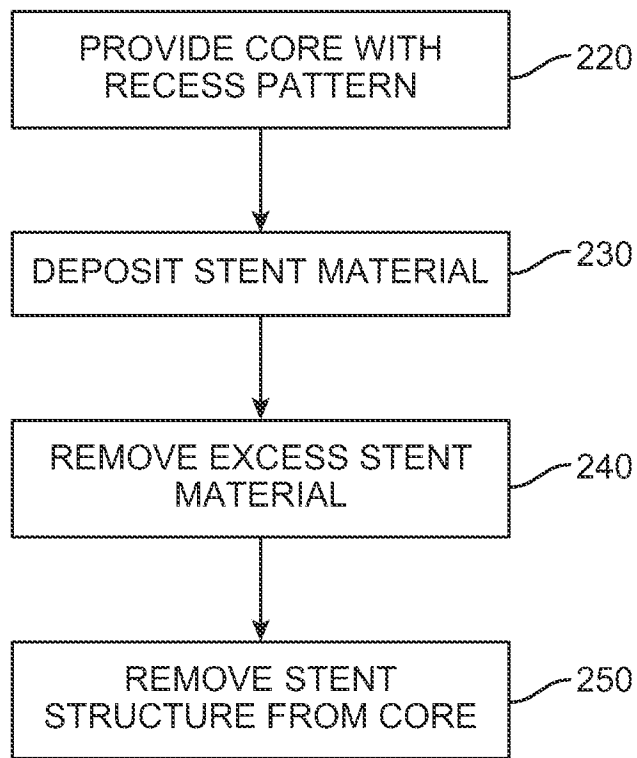 PROVIDE CORE WITH
RECESS PATTERN
220
DEPOSIT STENT MATERIAL
230
REMOVE EXCESS STENT
MATERIAL
240
REMOVE STENT
STRUCTURE FROM CORE
250